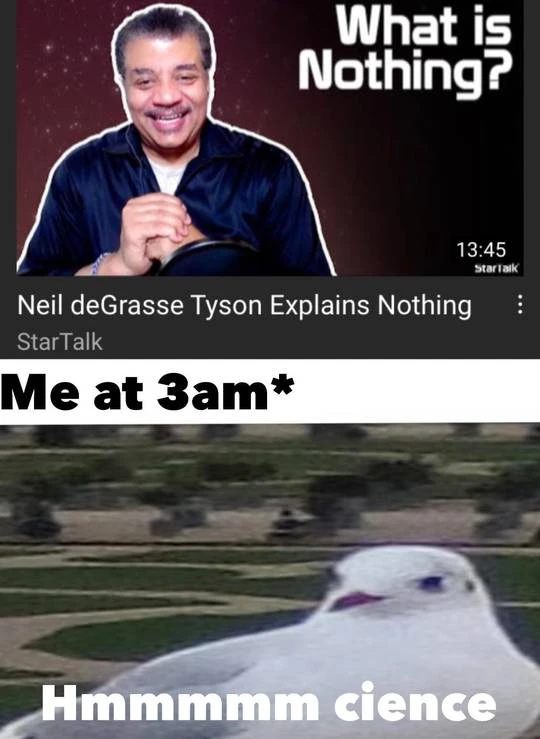 What is
Nothing?
13:45
StarTalk
Neil deGrasse Tyson Explains Nothing
StarTalk
Me at 3am*
Hmmmmm cience